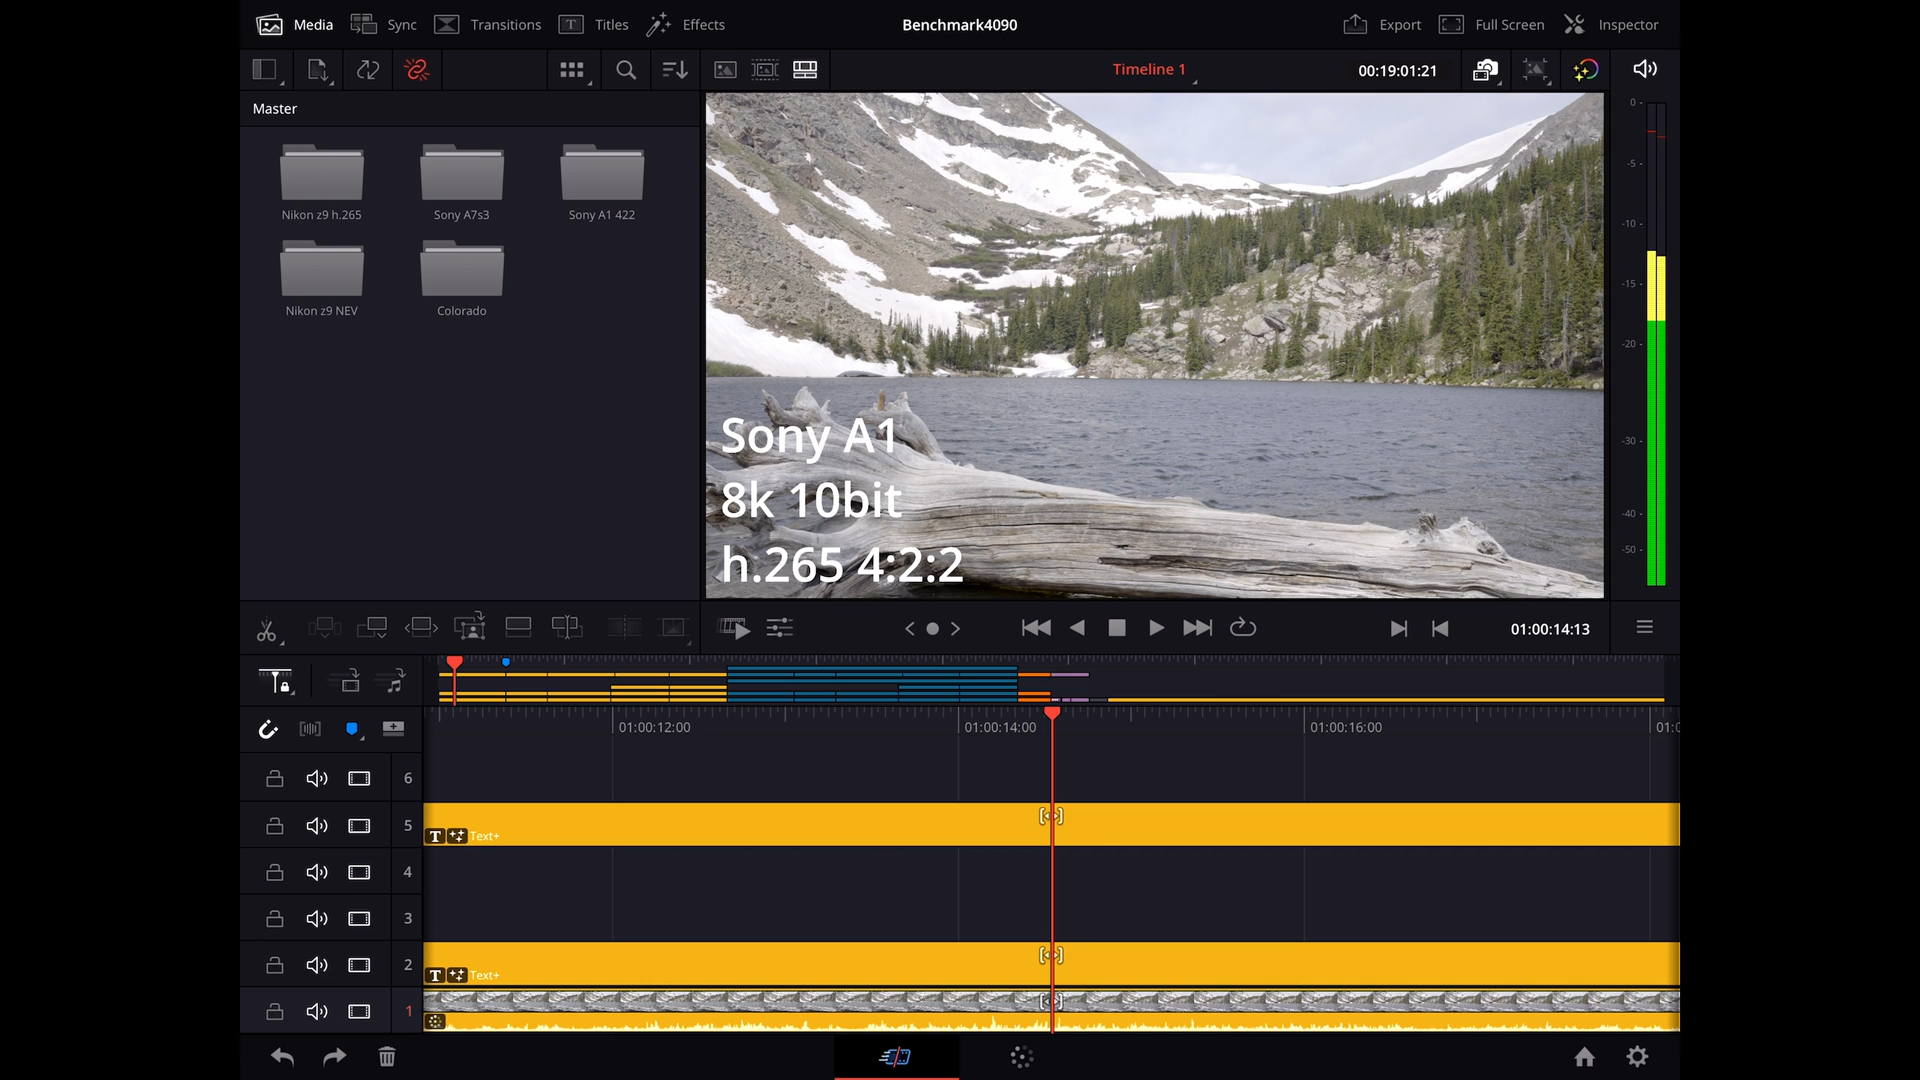 Media
Sync
Transitions
Titles
Effects
Benchmark4090
Export
Full Screen
Inspector
Timeline 1
00:19:01:21
Master
Nikon z9 h.265
Sony A7s3
Sony A1 422
Nikon z9 NEV
Colorado
0
-5
-10
-15
-20
-30
-40
-50
Sony A1
8k 10bit
h.265 4:2:2
01:00:14:13
01:00:12:00
01:00:14:00
01:00:16:00
6
5
T Text+
4
3
2
T Text+
1